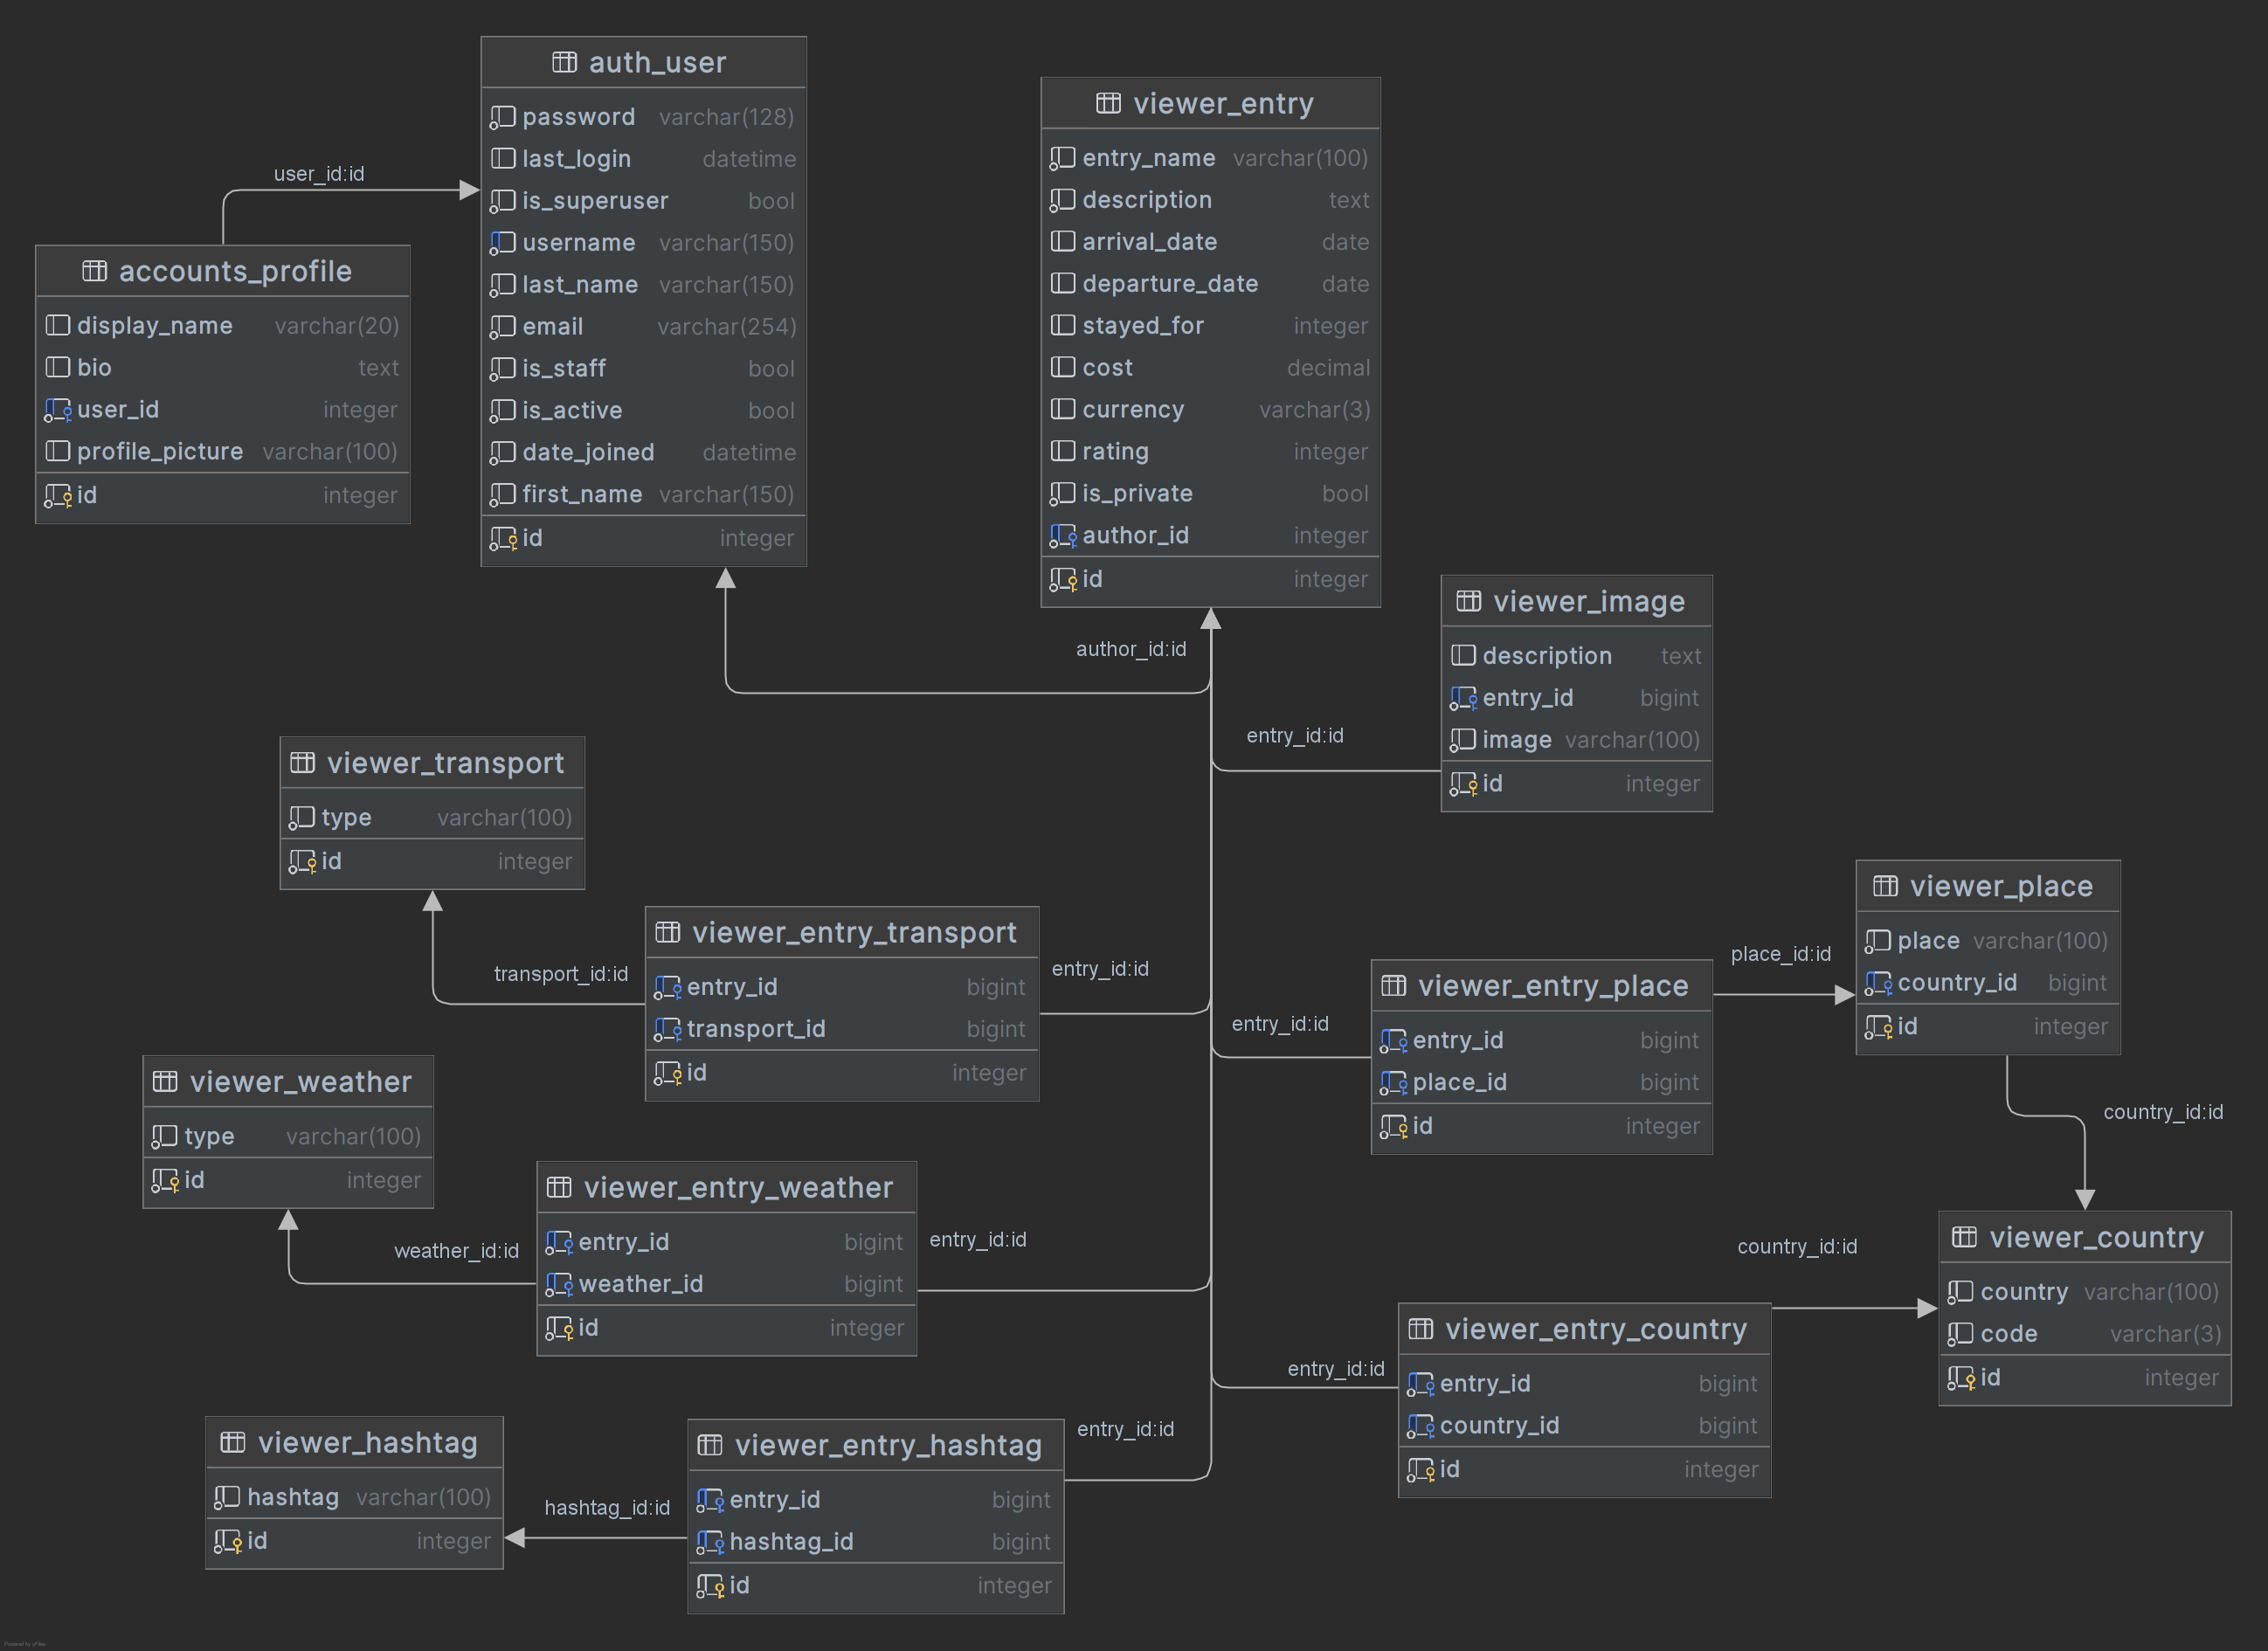 auth_user
password varchar(128)
last_login datetime
is_superuser bool
username varchar(150)
last_name varchar(150)
email varchar(254)
is_staff bool
is_active bool
date_joined datetime
first_name varchar(150)
id integer
viewer_entry
entry_name varchar(100)
description text
arrival_date date
departure_date date
stayed_for integer
cost decimal
currency varchar(3)
rating integer
is_private bool
author_id integer
id integer
user_id:id
accounts_profile
display_name varchar(20)
bio text
user_id integer
profile_picture varchar(100)
id integer
author_id:id
viewer_image
description text
entry_id bigint
image varchar(100)
id integer
entry_id:id
viewer_transport
type varchar(100)
id integer
transport_id:id
viewer_entry_transport
entry_id bigint
transport_id bigint
id integer
entry_id:id
entry_id:id
viewer_entry_place
entry_id bigint
place_id bigint
id integer
place_id:id
viewer_place
place varchar(100)
country_id bigint
id integer
country_id:id
viewer_weather
type varchar(100)
id integer
weather_id:id
viewer_entry_weather
entry_id bigint
weather_id bigint
id integer
entry_id:id
country_id:id
viewer_country
country varchar(100)
code varchar(3)
id integer
entry_id:id
viewer_entry_country
entry_id bigint
country_id bigint
id integer
viewer_hashtag
hashtag varchar(100)
id integer
hashtag_id:id
viewer_entry_hashtag
entry_id bigint
hashtag_id bigint
id integer
entry_id:id
Powered by yFiles